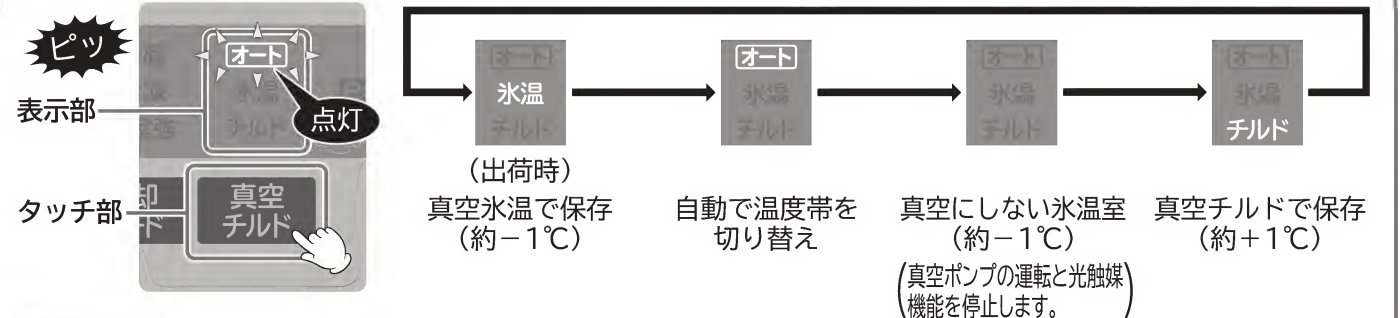 ピッ
オート
氷温
チルド
点灯
表示部
真空
チルド
タッチ部
オート
氷温
チルド
(出荷時)
真空氷温で保存
(約−1℃)
オート
氷温
チルド
自動で温度帯を
切り替え
オート
氷温
チルド
真空にしない氷温室
(約−1℃)
(真空ポンプの運転と光触媒
機能を停止します。)
オート
氷温
チルド
真空チルドで保存
(約+1℃)